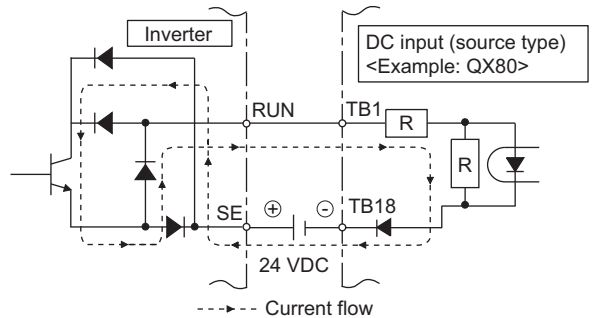 Inverter
DC input (source type)
<Example: QX80>
RUN
TB1
R
R
SE
⊕
⊖
TB18
24 VDC
Current flow